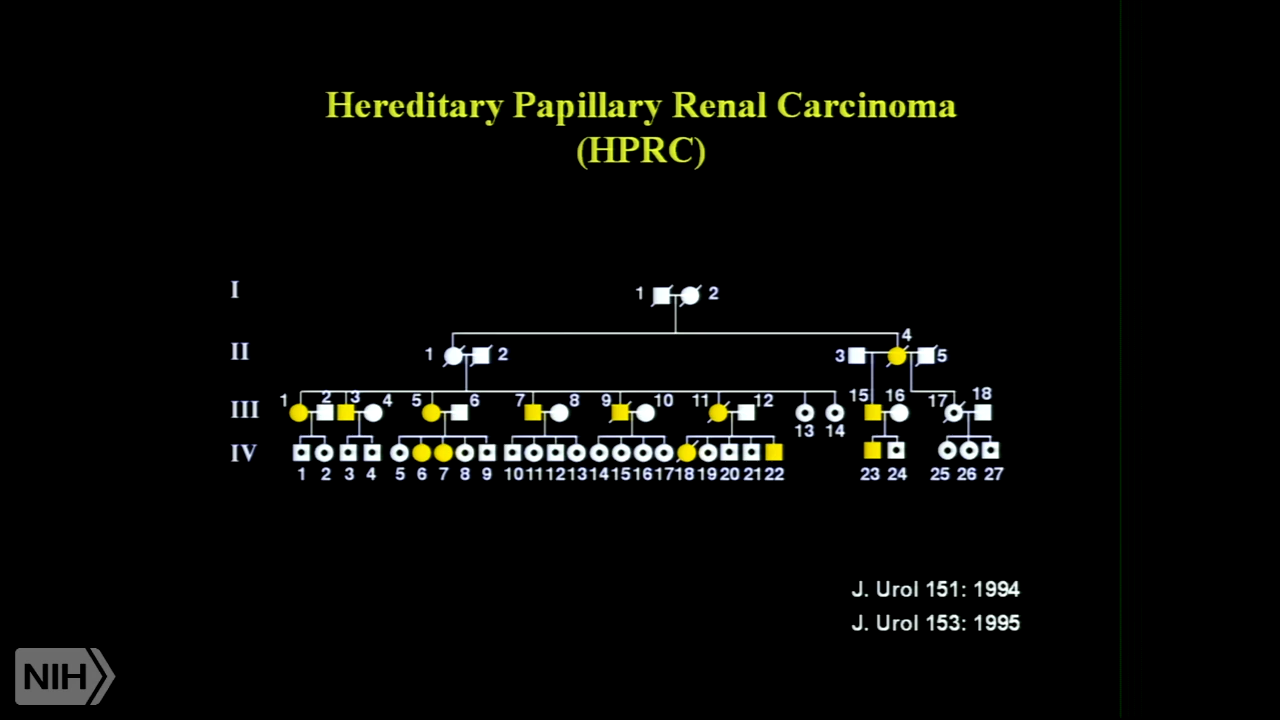 Hereditary Papillary Renal Carcinoma
(HPRC)
I
1 2
4
II 1 2 3 5
1 2 3 4 5 6 7 8 9 10 11 12 15 16 17 18
III
13 14
IV
1 2 3 4 5 6 7 8 9 10 11 12 13 14 15 16 17 18 19 20 21 22 23 24 25 26 27
J. Urol 151: 1994
J. Urol 153: 1995
NIH